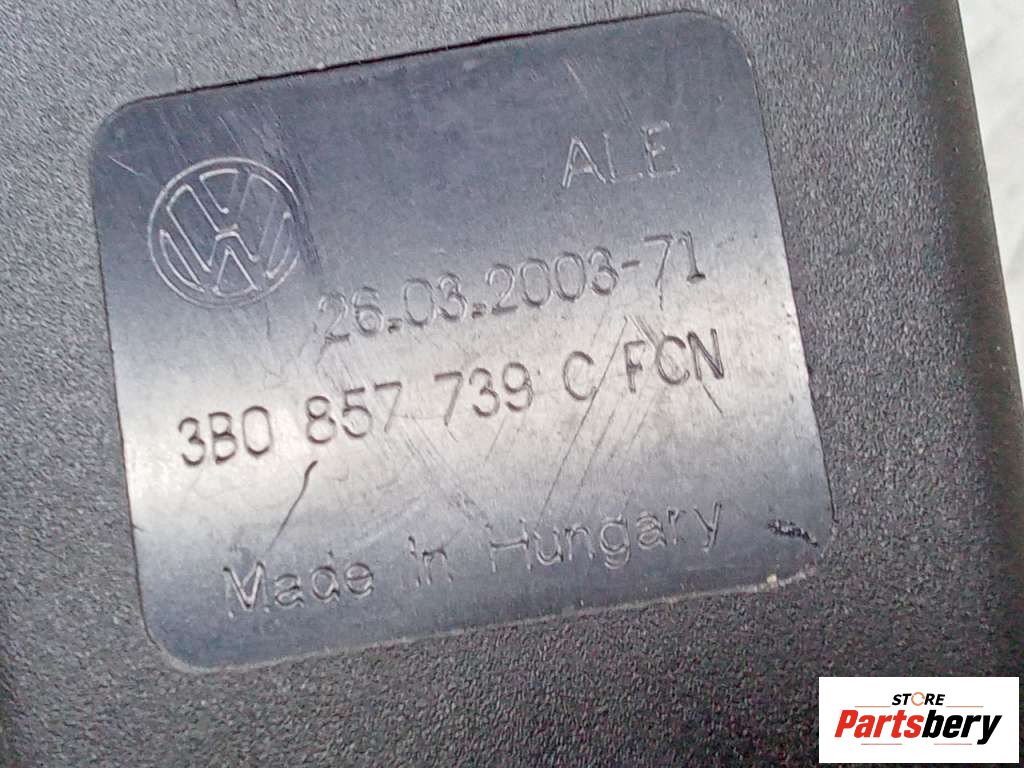 ALE
26.03.2003-71
3B0 857 739 C FCN
Made in Hungary
STORE
Partsbery